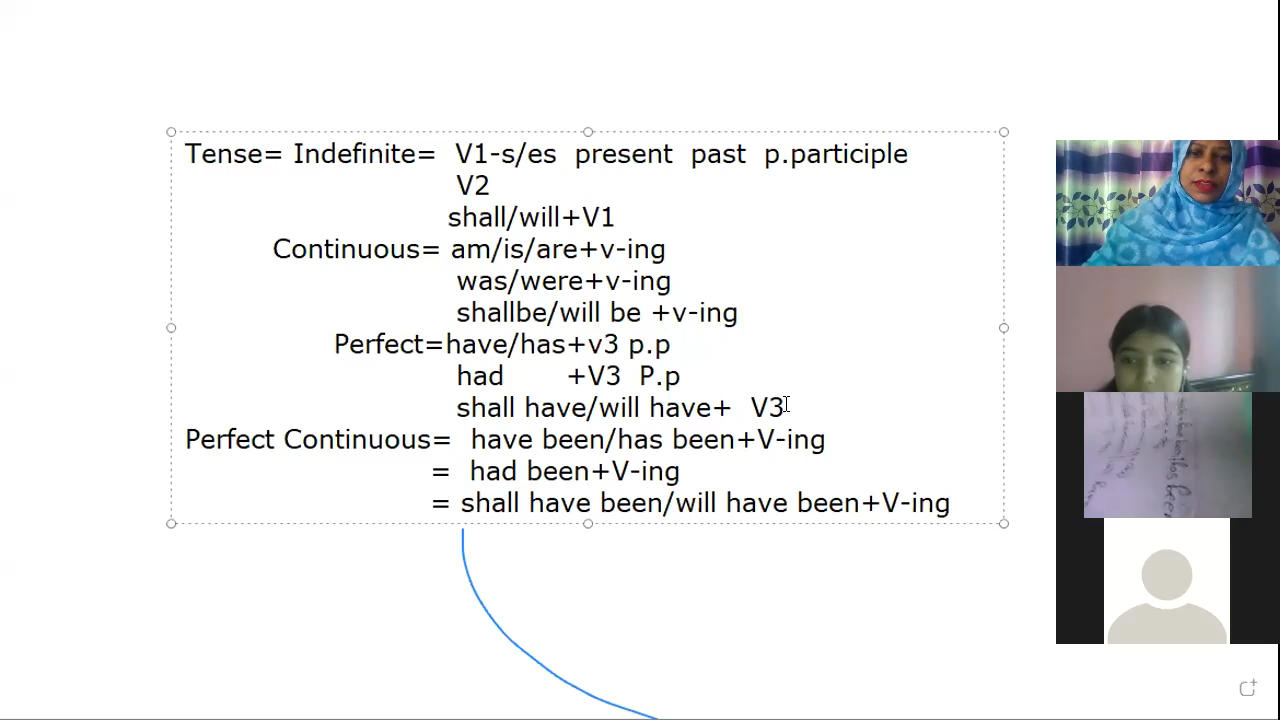 Tense= Indefinite= V1-s/es present past p.participle
V2
shall/will+V1
Continuous= am/is/are+v-ing
was/were+v-ing
shallbe/will be +v-ing
Perfect=have/has+v3 p.p
had +V3 P.p
shall have/will have+ V3
Perfect Continuous= have been/has been+V-ing
= had been+V-ing
= shall have been/will have been+V-ing